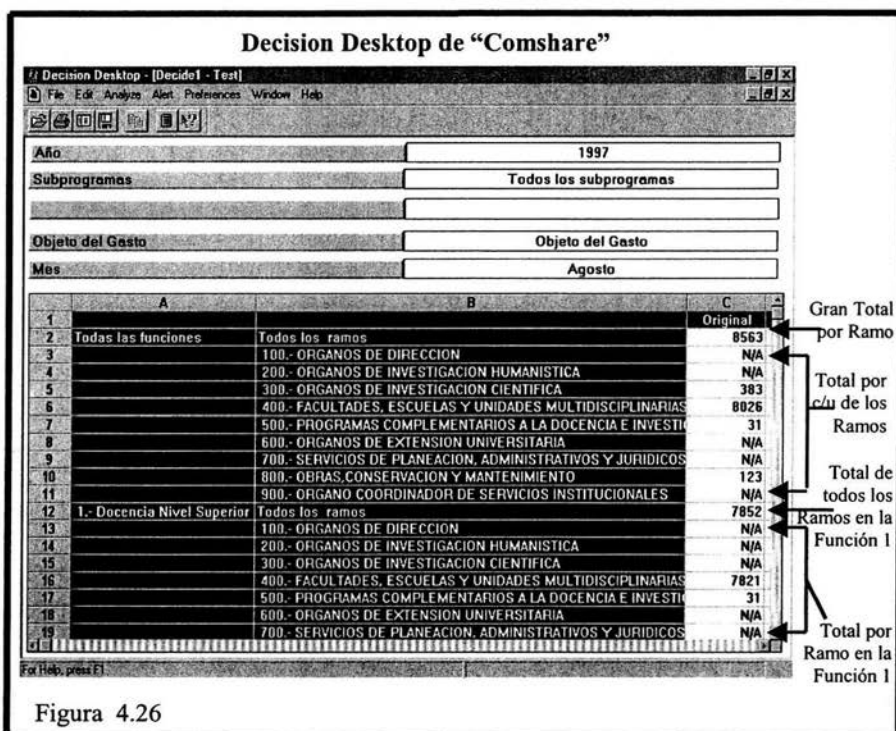 Decision Desktop de “Comshare”
Decision Desktop - [Decide1 - Test]
File Edit Analyze Alert Preferences Window Help
Año 1997
Subprogramas Todos los subprogramas
Objeto del Gasto Objeto del Gasto
Mes Agosto
A B C
1 Original
2 Todas las funciones Todos los ramos 8563
3 100.- ORGANOS DE DIRECCION N/A
4 200.- ORGANOS DE INVESTIGACION HUMANISTICA N/A
5 300.- ORGANOS DE INVESTIGACION CIENTIFICA 383
6 400.- FACULTADES, ESCUELAS Y UNIDADES MULTIDISCIPLINARIAS 8026
7 500.- PROGRAMAS COMPLEMENTARIOS A LA DOCENCIA E INVESTI 31
8 600.- ORGANOS DE EXTENSION UNIVERSITARIA N/A
9 700.- SERVICIOS DE PLANEACION, ADMINISTRATIVOS Y JURIDICOS N/A
10 800.- OBRAS,CONSERVACION Y MANTENIMIENTO 123
11 900.- ORGANO COORDINADOR DE SERVICIOS INSTITUCIONALES N/A
12 1.- Docencia Nivel Superior Todos los ramos 7852
13 100.- ORGANOS DE DIRECCION N/A
14 200.- ORGANOS DE INVESTIGACION HUMANISTICA N/A
15 300.- ORGANOS DE INVESTIGACION CIENTIFICA N/A
16 400.- FACULTADES, ESCUELAS Y UNIDADES MULTIDISCIPLINARIAS 7821
17 500.- PROGRAMAS COMPLEMENTARIOS A LA DOCENCIA E INVESTI 31
18 600.- ORGANOS DE EXTENSION UNIVERSITARIA N/A
19 700.- SERVICIOS DE PLANEACION, ADMINISTRATIVOS Y JURIDICOS N/A
For Help, press F1
Gran Total
por Ramo
Total por
c/u de los
Ramos
Total de
todos los
Ramos en la
Función 1
Total por
Ramo en la
Función 1
Figura 4.26